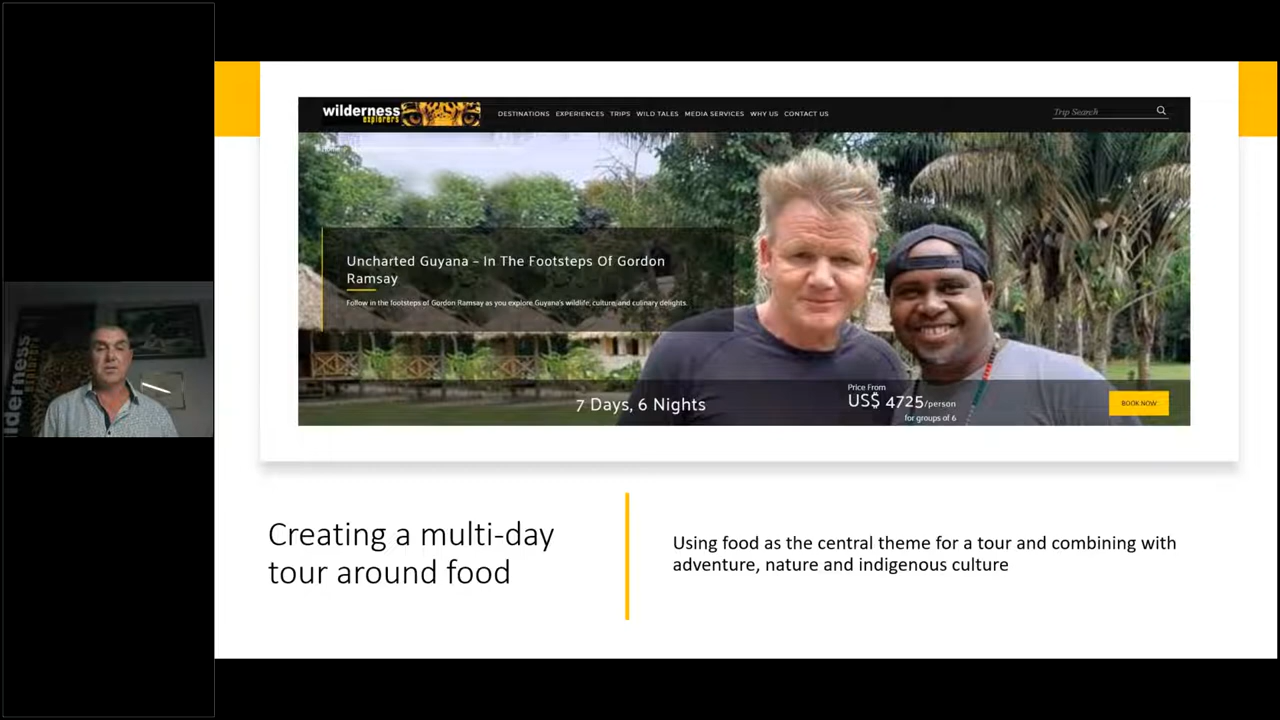 wilderness
explorers
DESTINATIONS EXPERIENCES TRIPS WILD TALES MEDIA SERVICES WHY US CONTACT US
Trip Search
Uncharted Guyana – In The Footsteps Of Gordon
Ramsay
Follow in the footsteps of Gordon Ramsay as you explore Guyana's wildlife, culture, and culinary delights.
7 Days, 6 Nights
Price From
US$ 4725/person
for groups of 6
BOOK NOW
Creating a multi-day
tour around food
Using food as the central theme for a tour and combining with
adventure, nature and indigenous culture